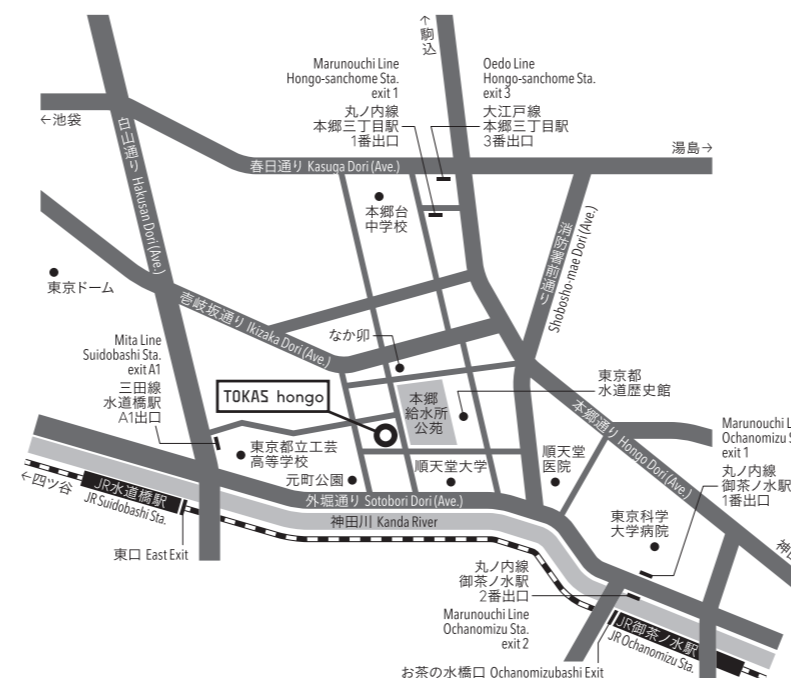 ↑駒込
Marunouchi Line
Hongo-sanchome Sta.
exit 1
丸ノ内線
本郷三丁目駅
1番出口
Oedo Line
Hongo-sanchome Sta.
exit 3
大江戸線
本郷三丁目駅
3番出口
←池袋
湯島→
白山通り Hakusan Dori (Ave.)
春日通り Kasuga Dori (Ave.)
本郷台
中学校
消防署前通り
Shobosho-mae Dori (Ave.)
東京ドーム
壱岐坂通り Ikizaka Dori (Ave.)
なか卯
Mita Line
Suidobashi Sta.
exit A1
三田線
水道橋駅
A1出口
TOKAS hongo
本郷
給水所
公苑
東京都
水道歴史館
本郷通り Hongo Dori (Ave.)
Marunouchi L
Ochanomizu S
exit 1
丸ノ内線
御茶ノ水駅
1番出口
東京都立工芸
高等学校
元町公園
順天堂大学
順天堂
医院
←四ツ谷
JR水道橋駅
JR Suidobashi Sta.
外堀通り Sotobori Dori (Ave.)
神田川 Kanda River
東京科学
大学病院
神田
東口 East Exit
丸ノ内線
御茶ノ水駅
2番出口
Marunouchi Line
Ochanomizu Sta.
exit 2
JR御茶ノ水駅
JR Ochanomizu Sta.
お茶の水橋口 Ochanomizubashi Exit